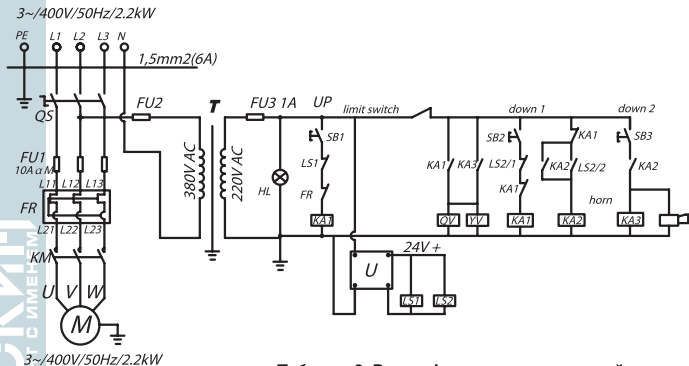 3~/400V/50Hz/2.2kW
PE L1 L2 L3 N
1,5mm2(6A)
QS
FU2
T
FU3 1A
UP
limit switch
down 1
down 2
SB1
SB2
KA1
SB3
FU1
10A aM
380V AC
220V AC
HL
LS1
KA1
KA3
LS2/1
KA2
LS2/2
KA2
L11 L12 L13
FR
FR
KA1
horn
L21 L22 L23
KA1
QV
YV
KA1
KA2
KA3
KM
U
24V +
U V W
LS1
LS2
M
3~/400V/50Hz/2.2kW
СКИП
Т С ИМЕНЕМ